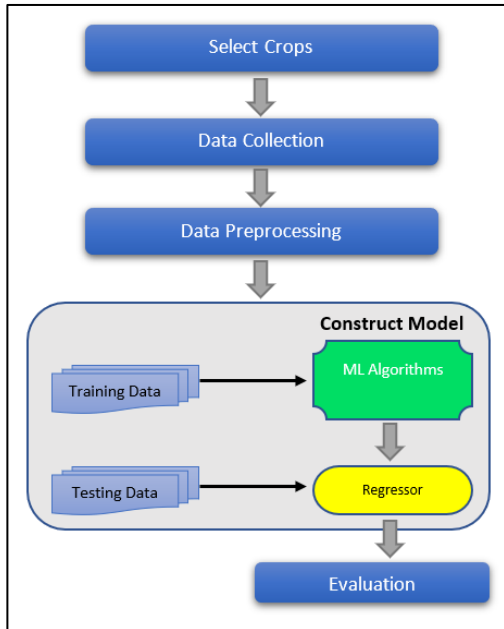 Select Crops
Data Collection
Data Preprocessing
Construct Model
ML Algorithms
Training Data
Testing Data
Regressor
Evaluation